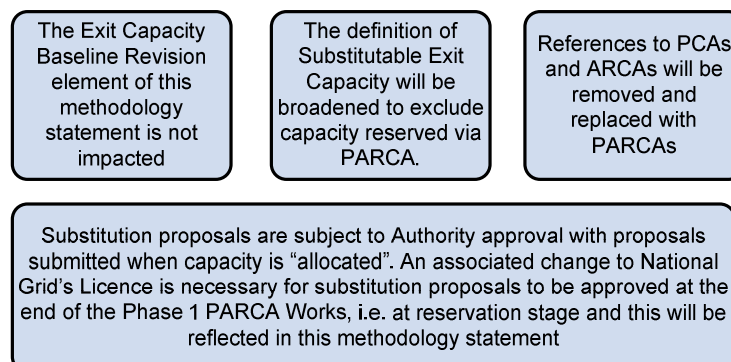 The Exit Capacity
Baseline Revision
element of this
methodology
statement is not
impacted
The definition of
Substitutable Exit
Capacity will be
broadened to exclude
capacity reserved via
PARCA.
References to PCAs
and ARCAs will be
removed and
replaced with
PARCAs
Substitution proposals are subject to Authority approval with proposals
submitted when capacity is “allocated”. An associated change to National
Grid’s Licence is necessary for substitution proposals to be approved at the
end of the Phase 1 PARCA Works, i.e. at reservation stage and this will be
reflected in this methodology statement